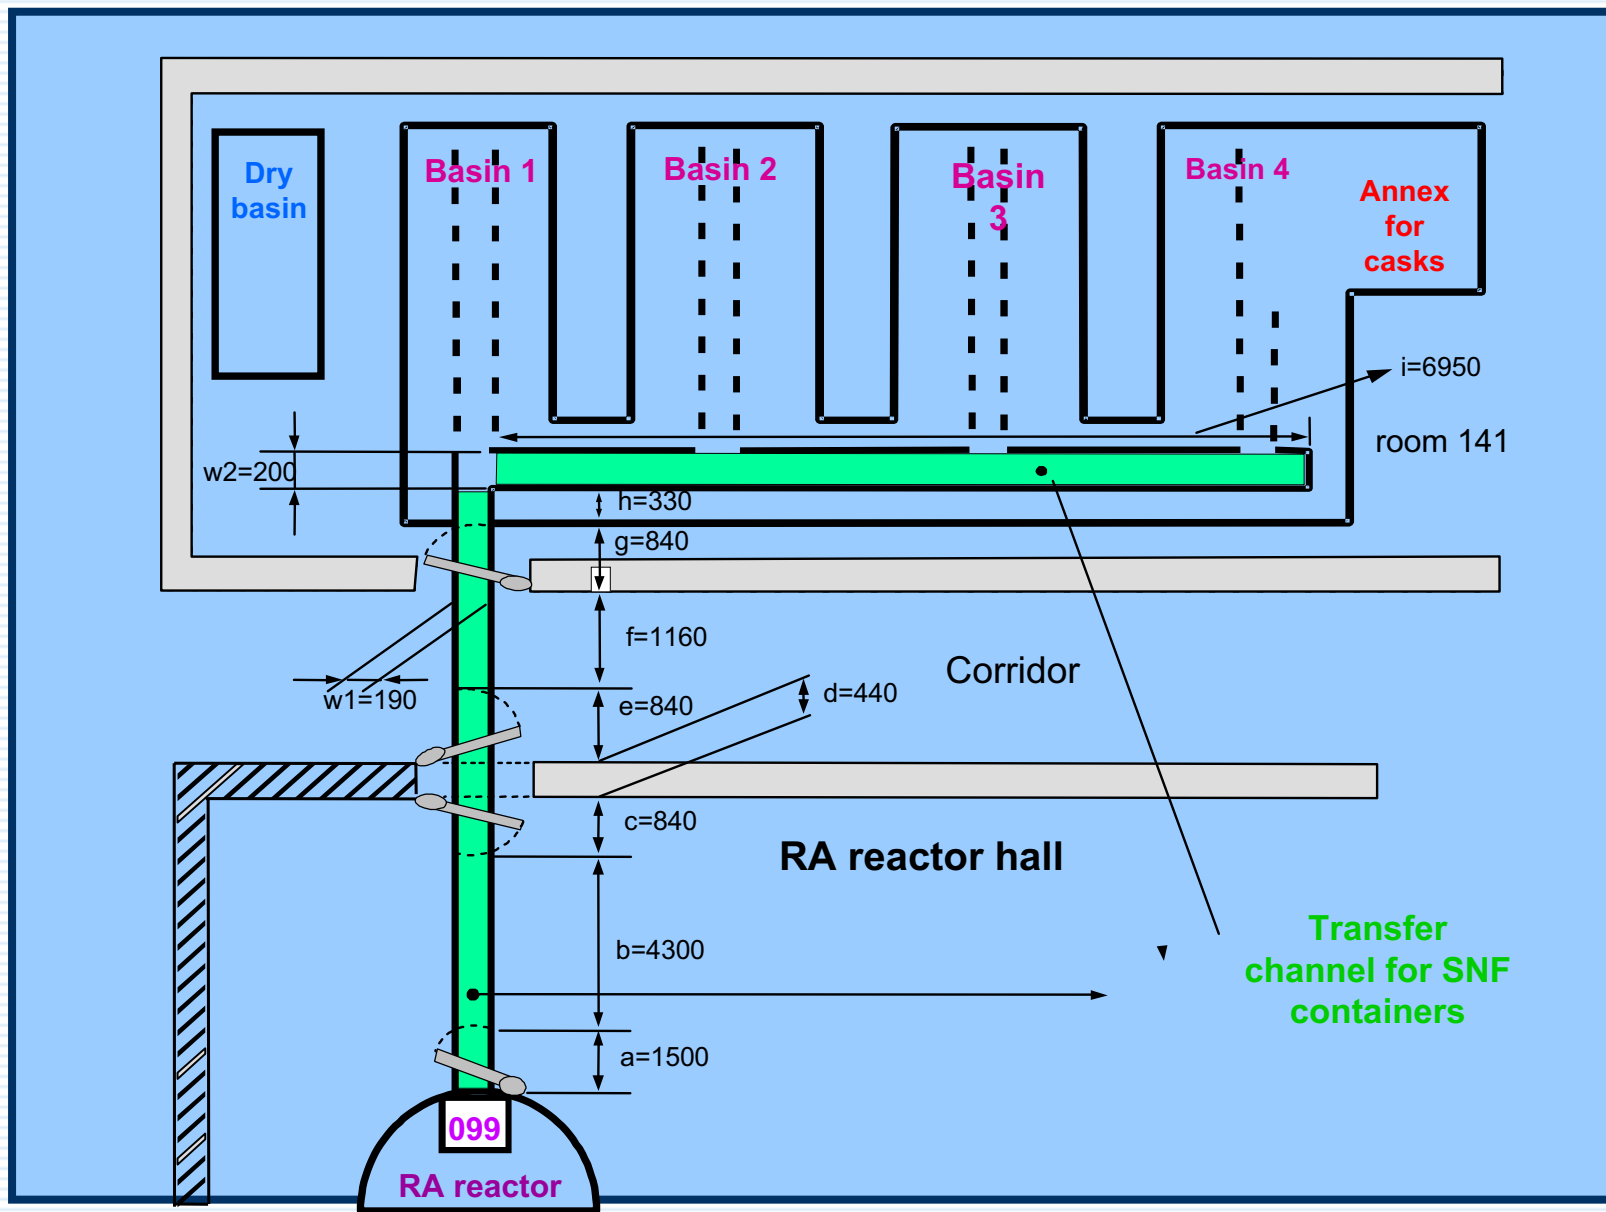 Dry
basin
Basin 1
Basin 2
Basin
3
Basin 4
Annex
for
casks
i=6950
room 141
w2=200
h=330
g=840
f=1160
w1=190
e=840
d=440
Corridor
c=840
RA reactor hall
b=4300
Transfer
channel for SNF
containers
a=1500
099
RA reactor